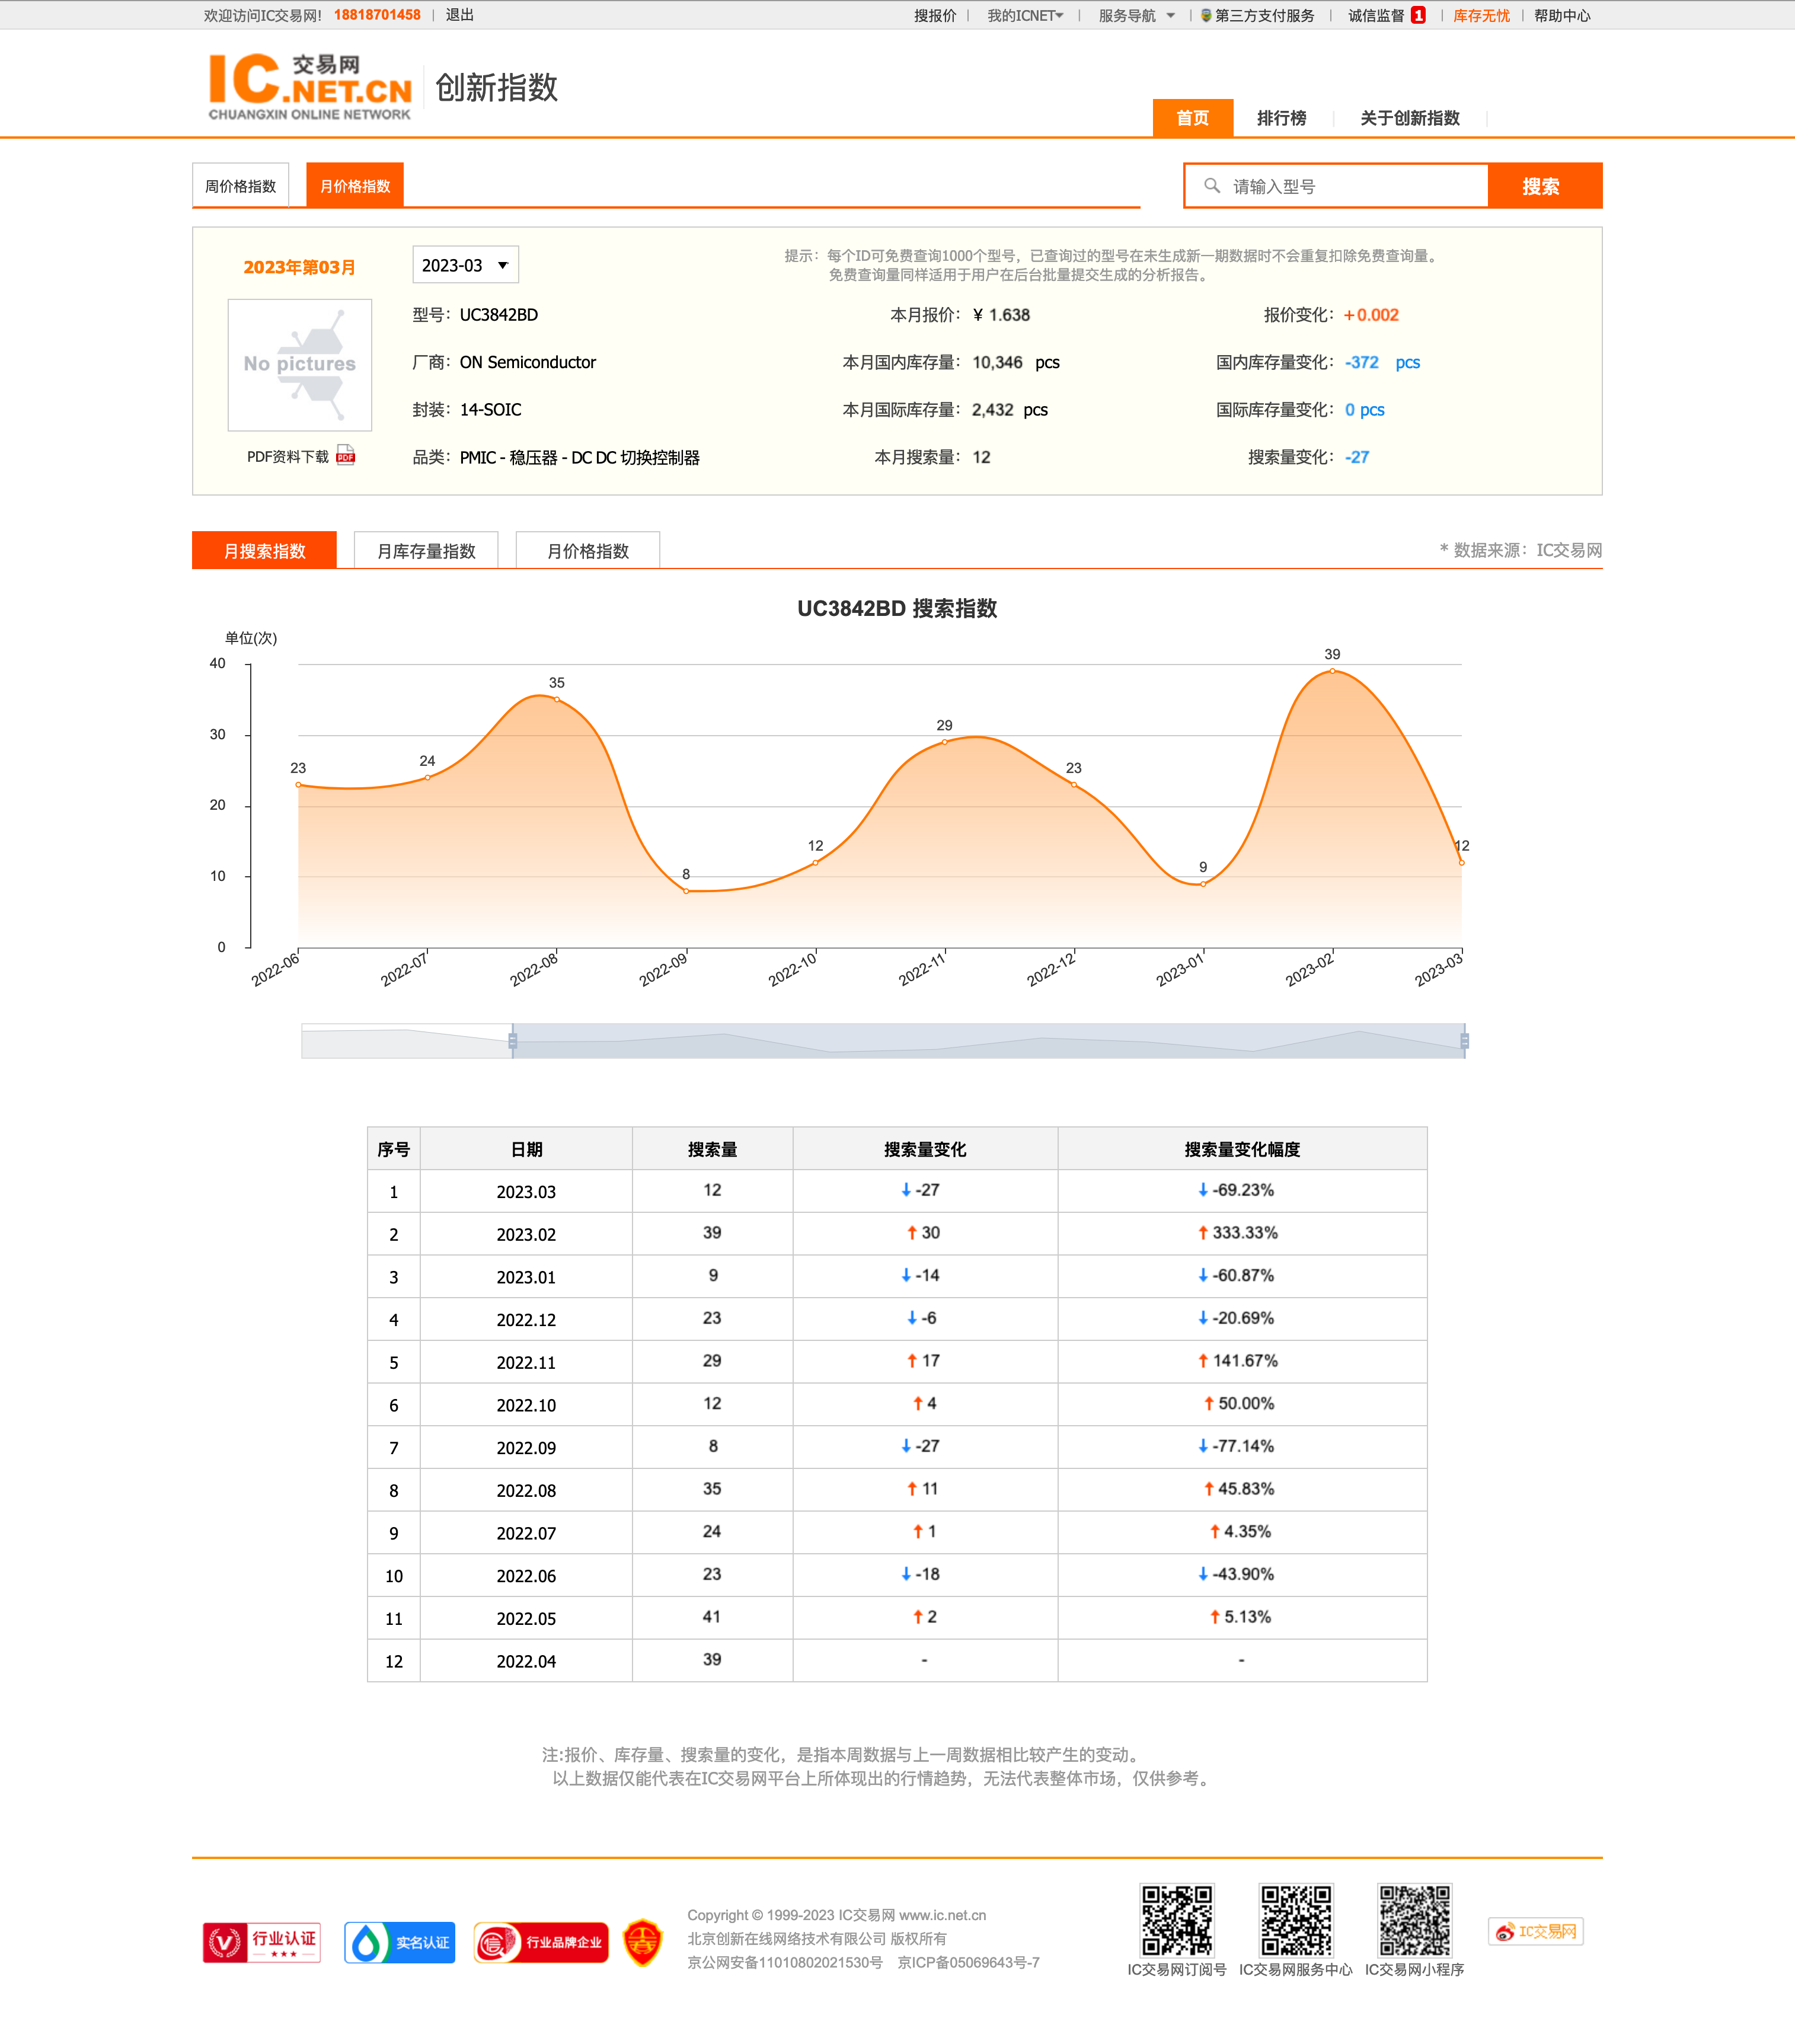 欢迎访问IC交易网! 18818701458 | 退出 搜报价 | 我的ICNET | 服务导航 | 第三方支付服务 | 诚信监督 1 | 库存无忧 | 帮助中心
IC 交易网 .NET.CN
CHUANGXIN ONLINE NETWORK
创新指数
首页 排行榜 关于创新指数
周价格指数 月价格指数 请输入型号 搜索
2023年第03月 2023-03
提示：每个ID可免费查询1000个型号，已查询过的型号在未生成新一期数据时不会重复扣除免费查询量。
免费查询量同样适用于用户在后台批量提交生成的分析报告。
No pictures
型号：UC3842BD 本月报价：¥ 1.638 报价变化：+0.002
厂商：ON Semiconductor 本月国内库存量：10,346 pcs 国内库存量变化：-372 pcs
封装：14-SOIC 本月国际库存量：2,432 pcs 国际库存量变化：0 pcs
PDF资料下载 PDF 品类：PMIC - 稳压器 - DC DC 切换控制器 本月搜索量：12 搜索量变化：-27
月搜索指数 月库存量指数 月价格指数 * 数据来源：IC交易网
UC3842BD 搜索指数
单位(次)
40
30
20
10
0
23 24 35 8 12 29 23 9 39 12
2022-06 2022-07 2022-08 2022-09 2022-10 2022-11 2022-12 2023-01 2023-02 2023-03
序号 日期 搜索量 搜索量变化 搜索量变化幅度
1 2023.03 12 ↓ -27 ↓ -69.23%
2 2023.02 39 ↑ 30 ↑ 333.33%
3 2023.01 9 ↓ -14 ↓ -60.87%
4 2022.12 23 ↓ -6 ↓ -20.69%
5 2022.11 29 ↑ 17 ↑ 141.67%
6 2022.10 12 ↑ 4 ↑ 50.00%
7 2022.09 8 ↓ -27 ↓ -77.14%
8 2022.08 35 ↑ 11 ↑ 45.83%
9 2022.07 24 ↑ 1 ↑ 4.35%
10 2022.06 23 ↓ -18 ↓ -43.90%
11 2022.05 41 ↑ 2 ↑ 5.13%
12 2022.04 39 - -
注:报价、库存量、搜索量的变化，是指本周数据与上一周数据相比较产生的变动。
以上数据仅能代表在IC交易网平台上所体现出的行情趋势，无法代表整体市场，仅供参考。
行业认证
实名认证
信 行业品牌企业
Copyright © 1999-2023 IC交易网 www.ic.net.cn
北京创新在线网络技术有限公司 版权所有
京公网安备11010802021530号 京ICP备05069643号-7
IC交易网订阅号 IC交易网服务中心 IC交易网小程序
IC交易网